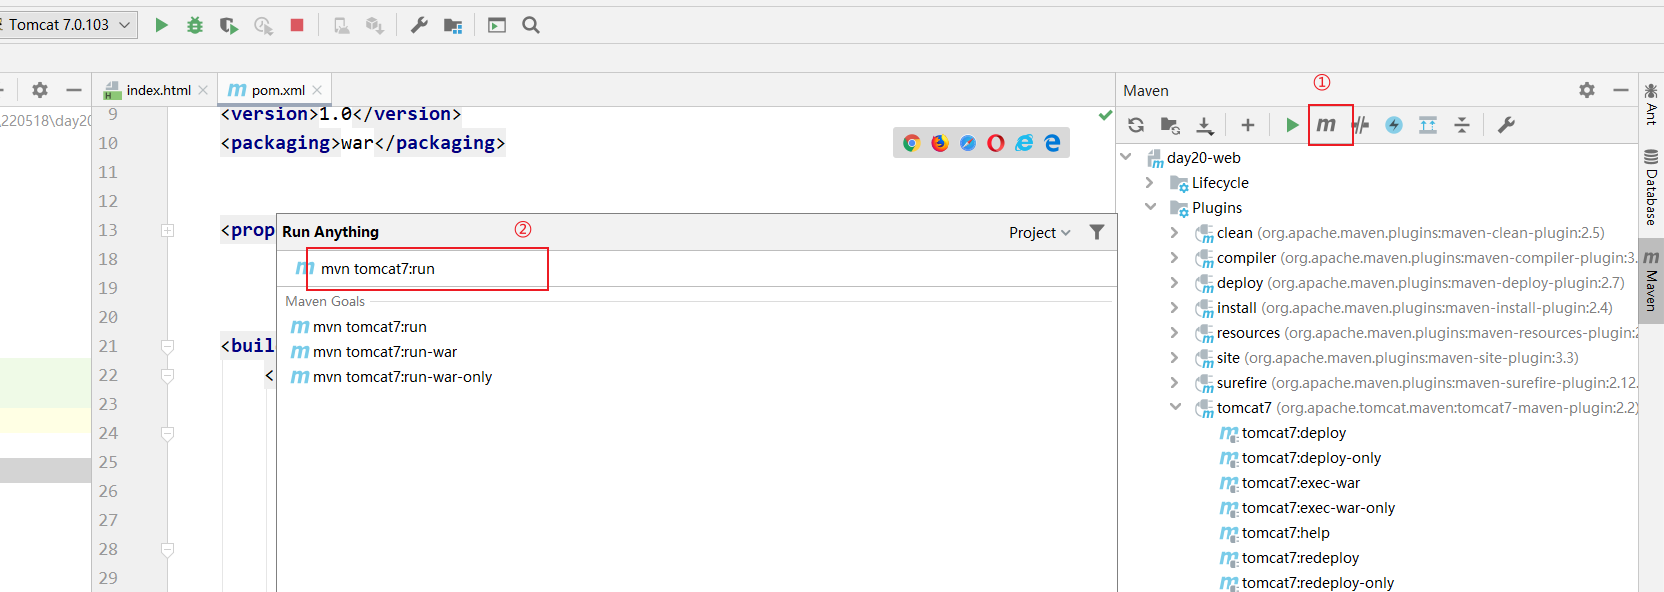 Tomcat 7.0.103
\220518\day20
index.html
pom.xml
9 <version>1.0</version>
10 <packaging>war</packaging>
11
12
13 <prop
18
19
20
21 <buil
22 <
23
24
25
26
27
28
29
②
Run Anything
Project
mvn tomcat7:run
Maven Goals
mvn tomcat7:run
mvn tomcat7:run-war
mvn tomcat7:run-war-only
①
Maven
day20-web
Lifecycle
Plugins
clean (org.apache.maven.plugins:maven-clean-plugin:2.5)
compiler (org.apache.maven.plugins:maven-compiler-plugin:3.
deploy (org.apache.maven.plugins:maven-deploy-plugin:2.7)
install (org.apache.maven.plugins:maven-install-plugin:2.4)
resources (org.apache.maven.plugins:maven-resources-plugin:
site (org.apache.maven.plugins:maven-site-plugin:3.3)
surefire (org.apache.maven.plugins:maven-surefire-plugin:2.12.
tomcat7 (org.apache.tomcat.maven:tomcat7-maven-plugin:2.2)
tomcat7:deploy
tomcat7:deploy-only
tomcat7:exec-war
tomcat7:exec-war-only
tomcat7:help
tomcat7:redeploy
tomcat7:redeploy-only
Ant
Database
Maven